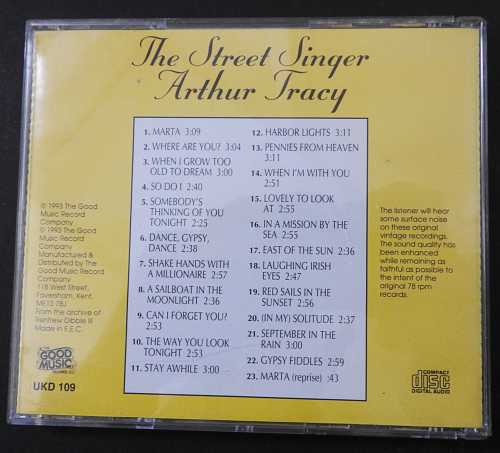 The Street Singer
Arthur Tracy
1. MARTA 3:09
2. WHERE ARE YOU? 3:04
3. WHEN I GROW TOO
OLD TO DREAM 3:00
4. SO DO I 2:40
5. SOMEBODY'S
THINKING OF YOU
TONIGHT 2:25
6. DANCE, GYPSY,
DANCE 2:38
7. SHAKE HANDS WITH
A MILLIONAIRE 2:57
8. A SAILBOAT IN THE
MOONLIGHT 2:36
9. CAN I FORGET YOU?
2:53
10. THE WAY YOU LOOK
TONIGHT 2:53
11. STAY AWHILE 3:00
12. HARBOR LIGHTS 3:11
13. PENNIES FROM HEAVEN
3:11
14. WHEN I'M WITH YOU
2:51
15. LOVELY TO LOOK
AT 2:55
16. IN A MISSION BY THE
SEA 2:55
17. EAST OF THE SUN 2:36
18. LAUGHING IRISH
EYES 2:47
19. RED SAILS IN THE
SUNSET 2:56
20. (IN MY) SOLITUDE 2:37
21. SEPTEMBER IN THE
RAIN 3:00
22. GYPSY FIDDLES 2:59
23. MARTA (reprise) :43
© 1993 The Good
Music Record
Company
℗ 1993 The Good
Music Record
Company
Manufactured &
Distributed by The
Good Music Record
Company,
118 West Street,
Faversham, Kent,
ME13 7BJ
From the archive of
Renfrew Dibble III
Made in E.E.C.
The listener will hear
some surface noise
on these original
vintage recordings.
The sound quality has
been enhanced
while remaining as
faithful as possible to
the intent of the
original 78 rpm
records.
THE
GOOD
MUSIC
UKD 109
COMPACT
disc
DIGITAL AUDIO